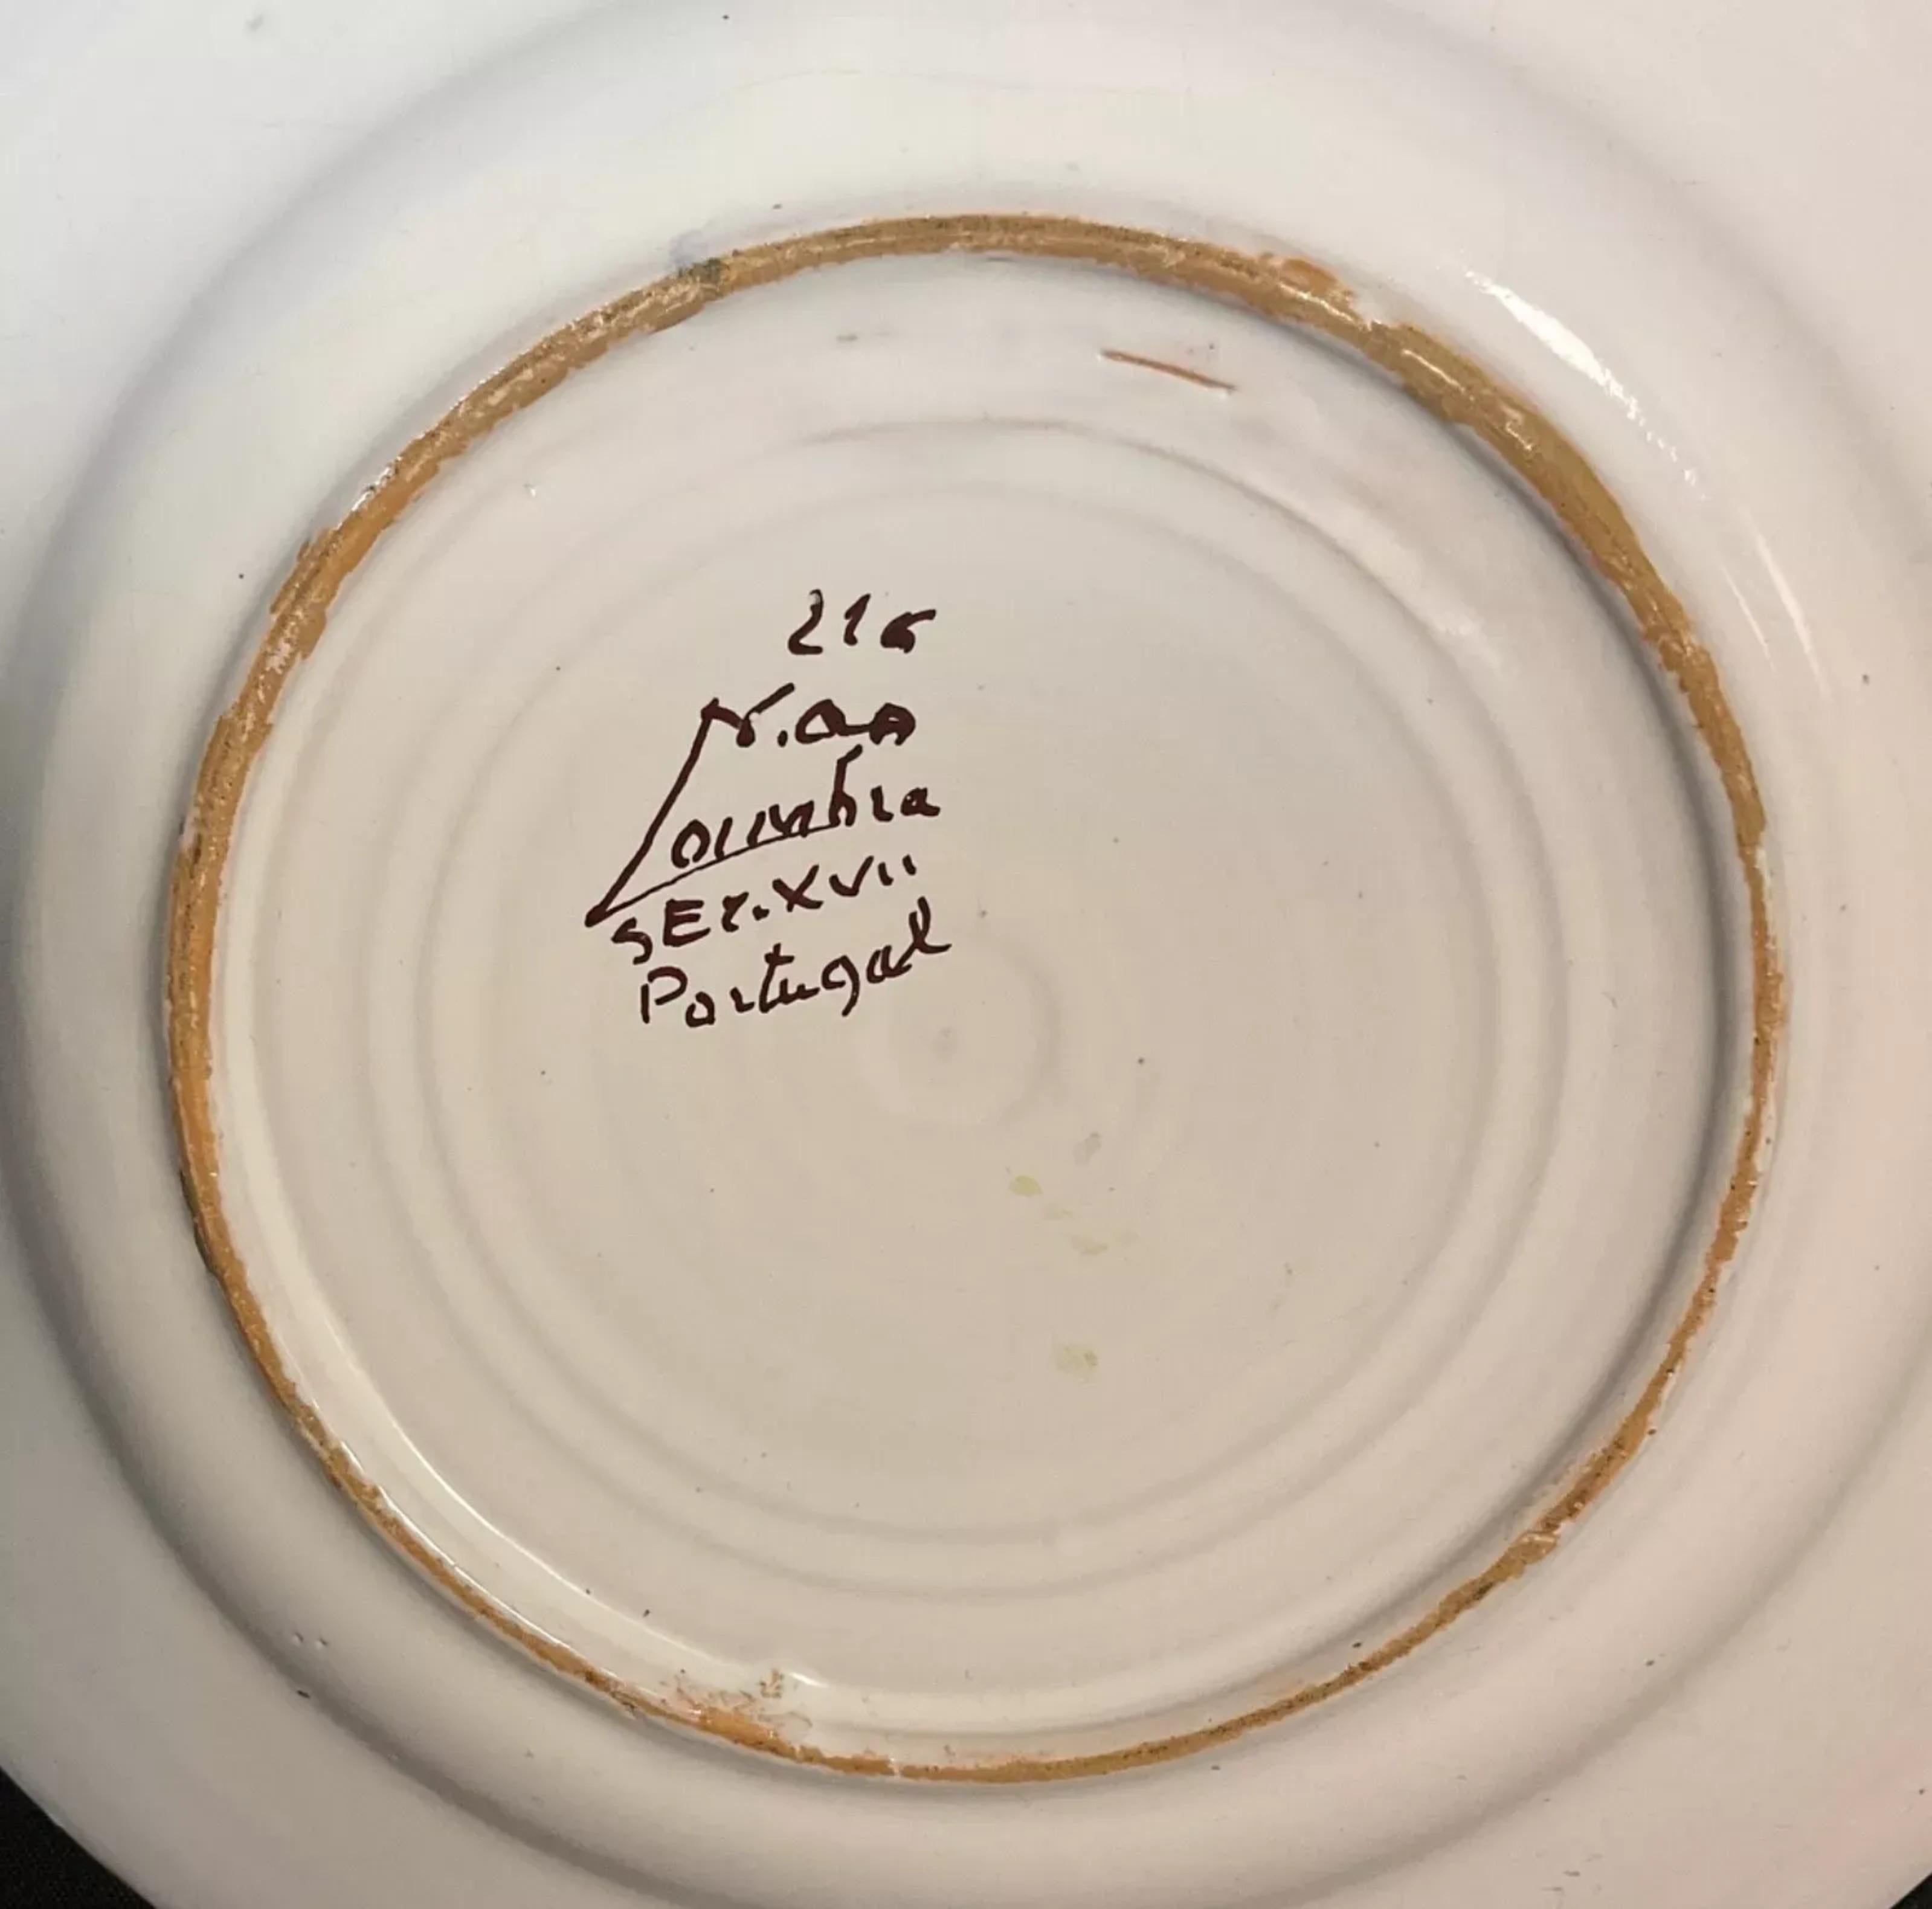 216
Coimbra
SEC. XVII
Portugal